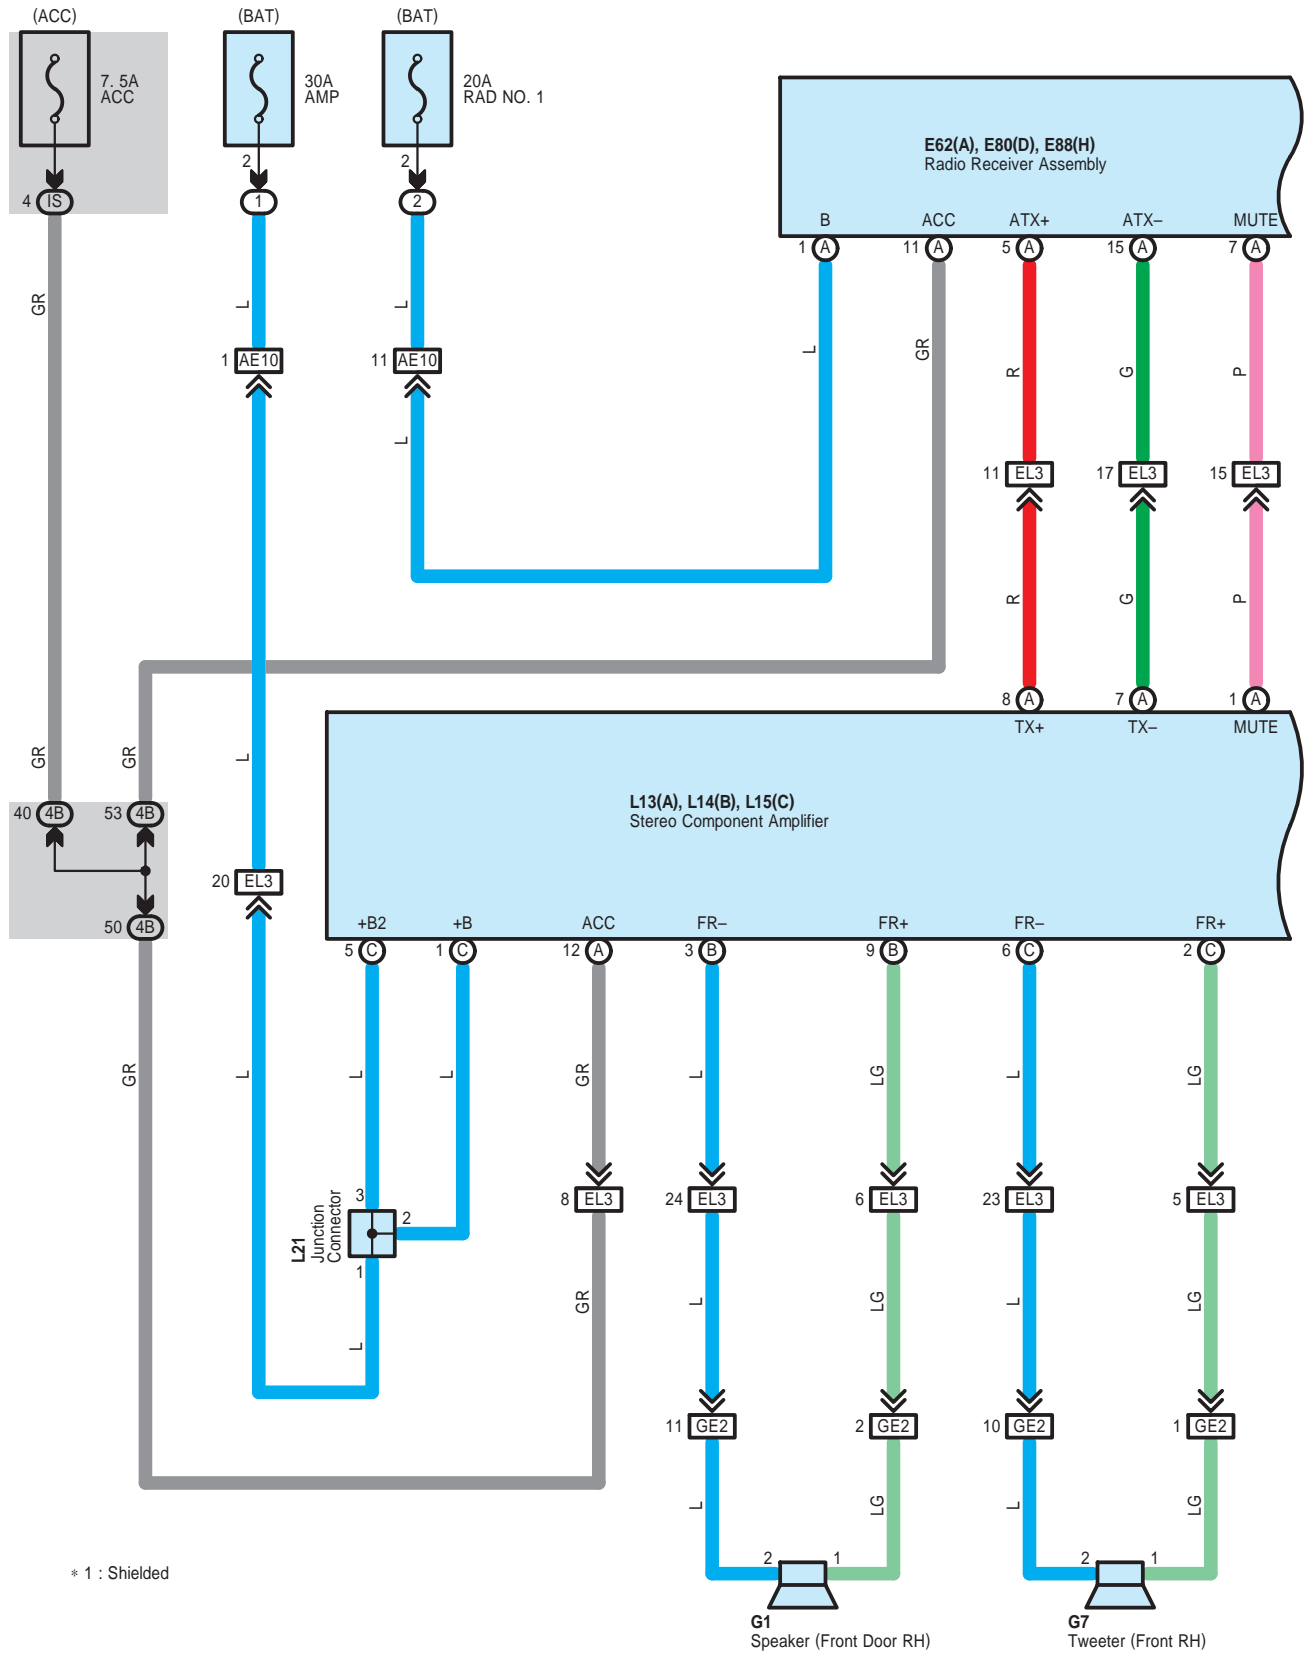 (ACC) (BAT) (BAT)
7. 5A
ACC
30A
AMP
20A
RAD NO. 1
2 2
4 IS 1 2
E62(A), E80(D), E88(H)
Radio Receiver Assembly
B ACC ATX+ ATX– MUTE
1 A 11 A 5 A 15 A 7 A
GR L L
L GR R G P
1 AE10 11 AE10
L
11 EL3 17 EL3 15 EL3
R G P
8 A 7 A 1 A
TX+ TX– MUTE
GR GR L
L13(A), L14(B), L15(C)
Stereo Component Amplifier
40 4B 53 4B
20 EL3
50 4B
+B2 +B ACC FR– FR+ FR– FR+
5 C 1 C 12 A 3 B 9 B 6 C 2 C
GR L L L GR L LG L LG
3
2
1
L21
Junction
Connector
8 EL3 24 EL3 6 EL3 23 EL3 5 EL3
L GR L LG L LG
11 GE2 2 GE2 10 GE2 1 GE2
L LG L LG
2 1 2 1
* 1 : Shielded
G1
Speaker (Front Door RH)
G7
Tweeter (Front RH)